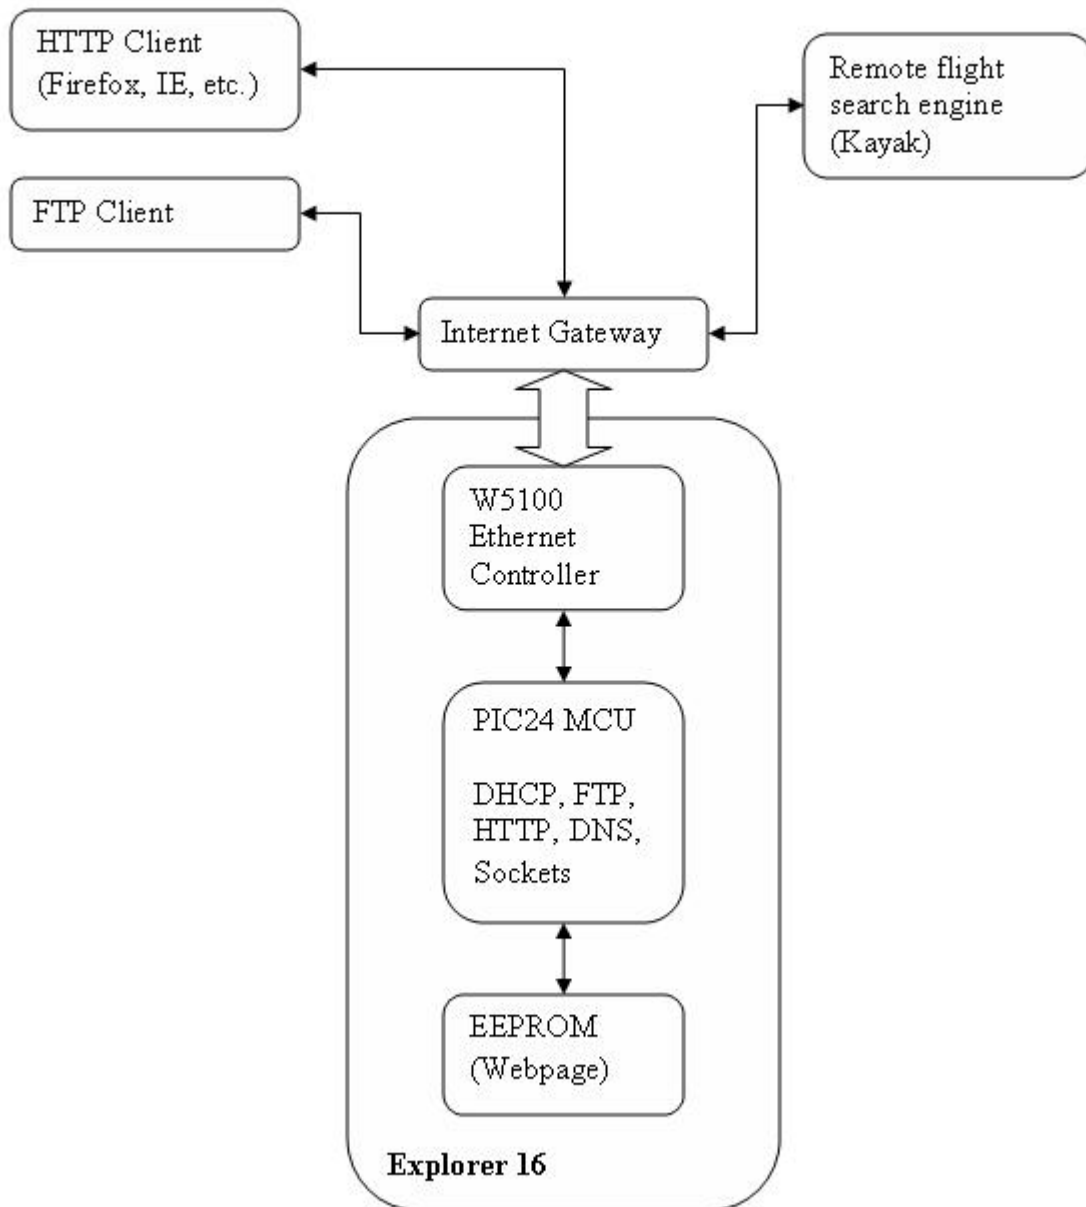 HTTP Client
(Firefox, IE, etc.)
Remote flight
search engine
(Kayak)
FTP Client
Internet Gateway
W5100
Ethernet
Controller
PIC24 MCU
DHCP, FTP,
HTTP, DNS,
Sockets
EEPROM
(Webpage)
Explorer 16